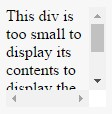 This div is
too small to
display its
contents to
display the